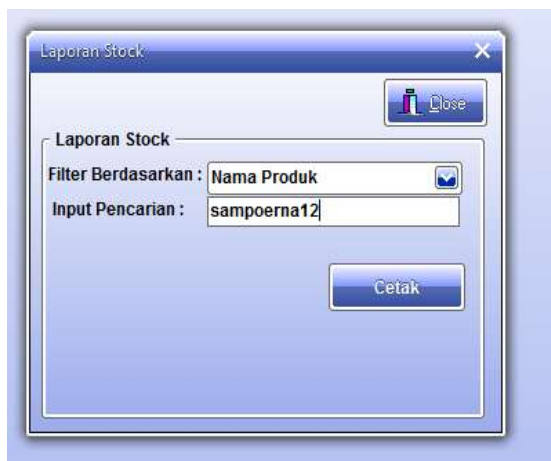 Laporan Stock
Close
Laporan Stock
Filter Berdasarkan : Nama Produk
Input Pencarian : sampoerna12
Cetak